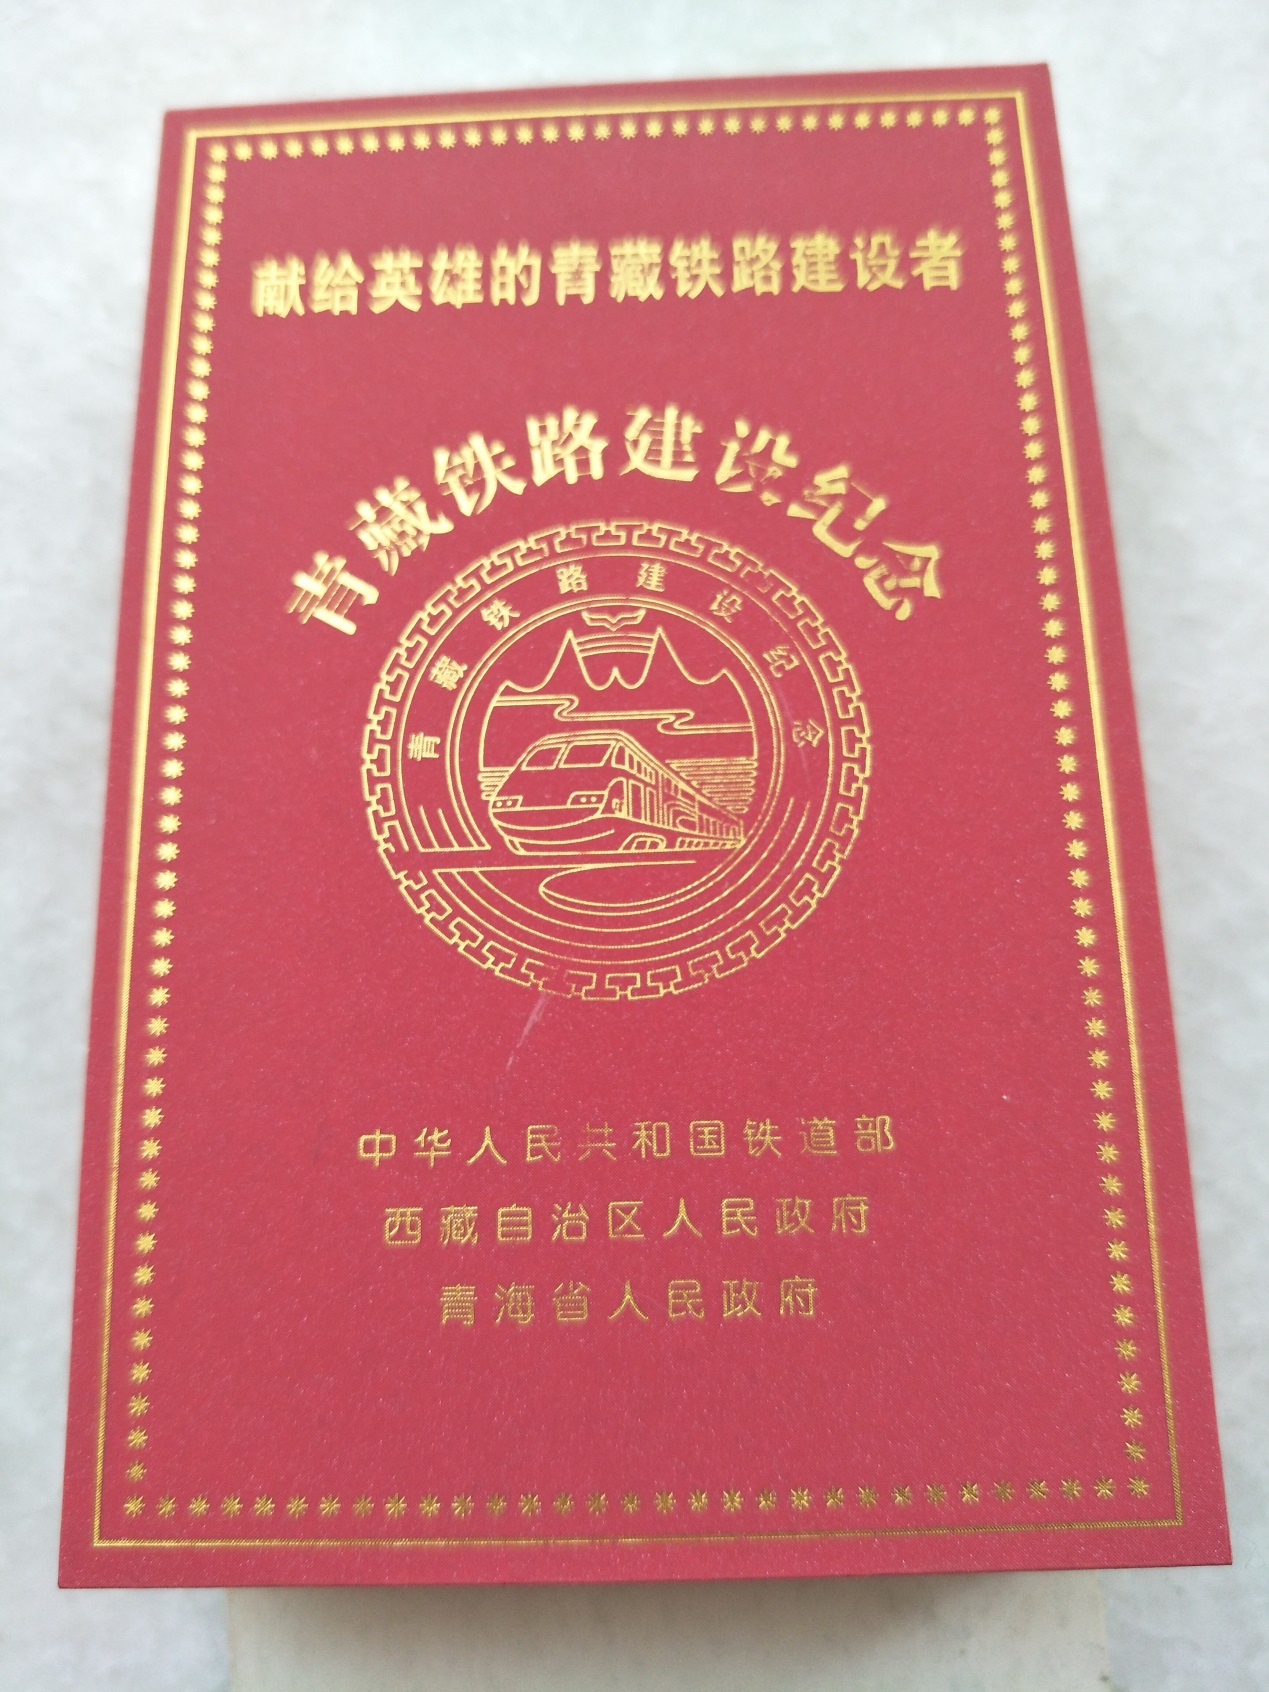 献给英雄的青藏铁路建设者
青藏铁路建设纪念
青藏铁路建设纪念
中华人民共和国铁道部
西藏自治区人民政府
青海省人民政府